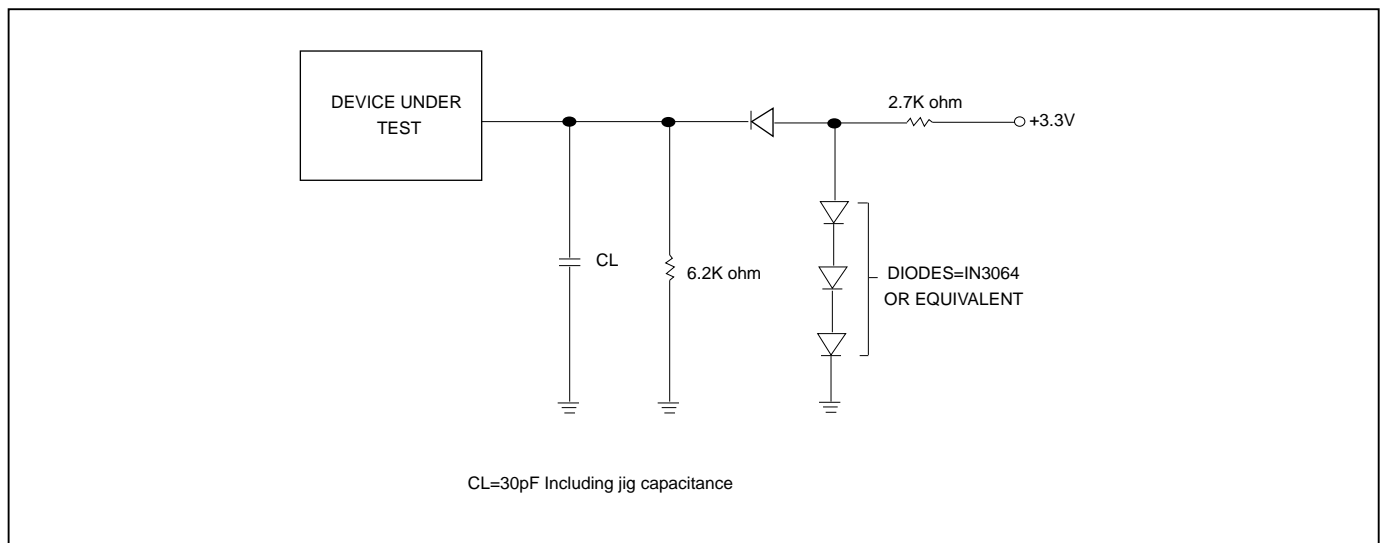 DEVICE UNDER
TEST
2.7K ohm
+3.3V
CL
6.2K ohm
DIODES=IN3064
OR EQUIVALENT
CL=30pF Including jig capacitance